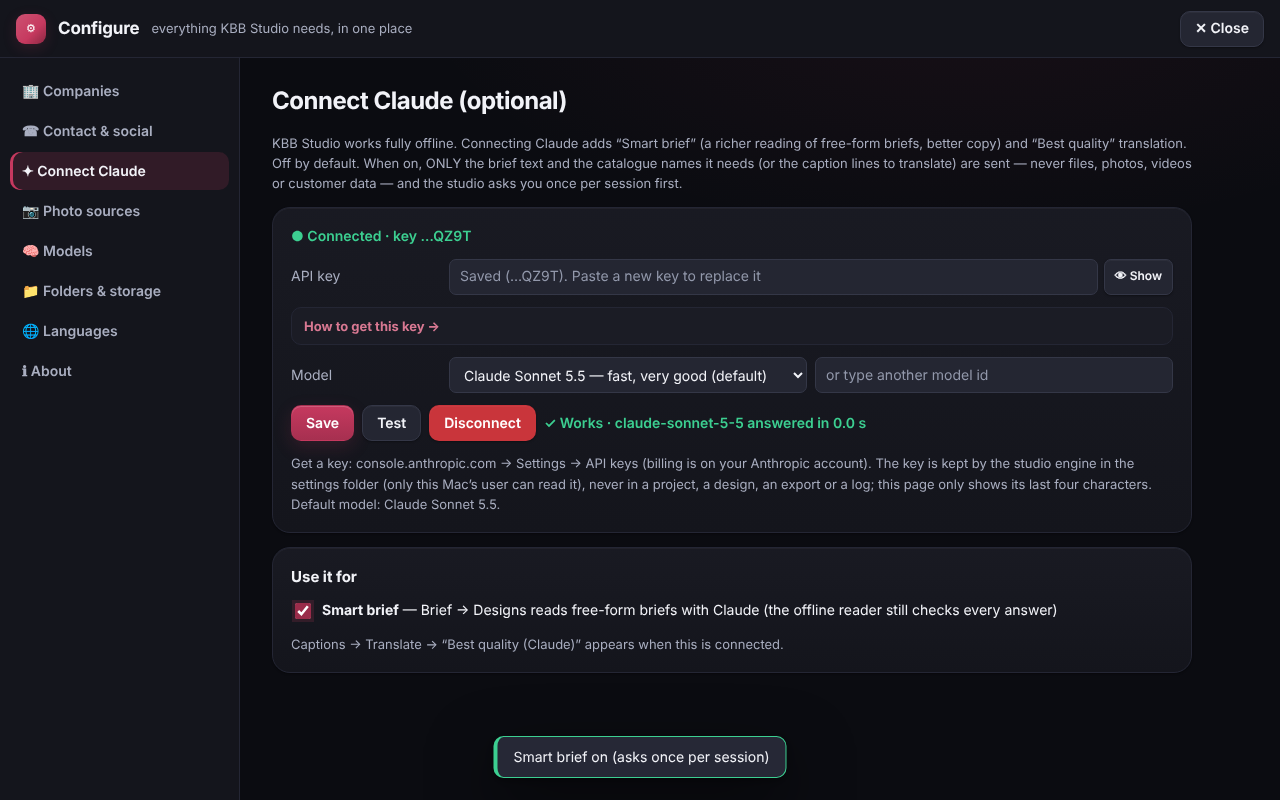 Configure everything KBB Studio needs, in one place
✕ Close
🏢 Companies
☎ Contact & social
✦ Connect Claude
📷 Photo sources
🧠 Models
📁 Folders & storage
🌐 Languages
ℹ About
Connect Claude (optional)
KBB Studio works fully offline. Connecting Claude adds “Smart brief” (a richer reading of free-form briefs, better copy) and “Best quality” translation.
Off by default. When on, ONLY the brief text and the catalogue names it needs (or the caption lines to translate) are sent — never files, photos, videos
or customer data — and the studio asks you once per session first.
● Connected · key …QZ9T
API key
Saved (…QZ9T). Paste a new key to replace it
👁 Show
How to get this key →
Model
Claude Sonnet 5.5 — fast, very good (default)
or type another model id
Save
Test
Disconnect
✓ Works · claude-sonnet-5-5 answered in 0.0 s
Get a key: console.anthropic.com → Settings → API keys (billing is on your Anthropic account). The key is kept by the studio engine in the
settings folder (only this Mac’s user can read it), never in a project, a design, an export or a log; this page only shows its last four characters.
Default model: Claude Sonnet 5.5.
Use it for
Smart brief — Brief → Designs reads free-form briefs with Claude (the offline reader still checks every answer)
Captions → Translate → “Best quality (Claude)” appears when this is connected.
Smart brief on (asks once per session)